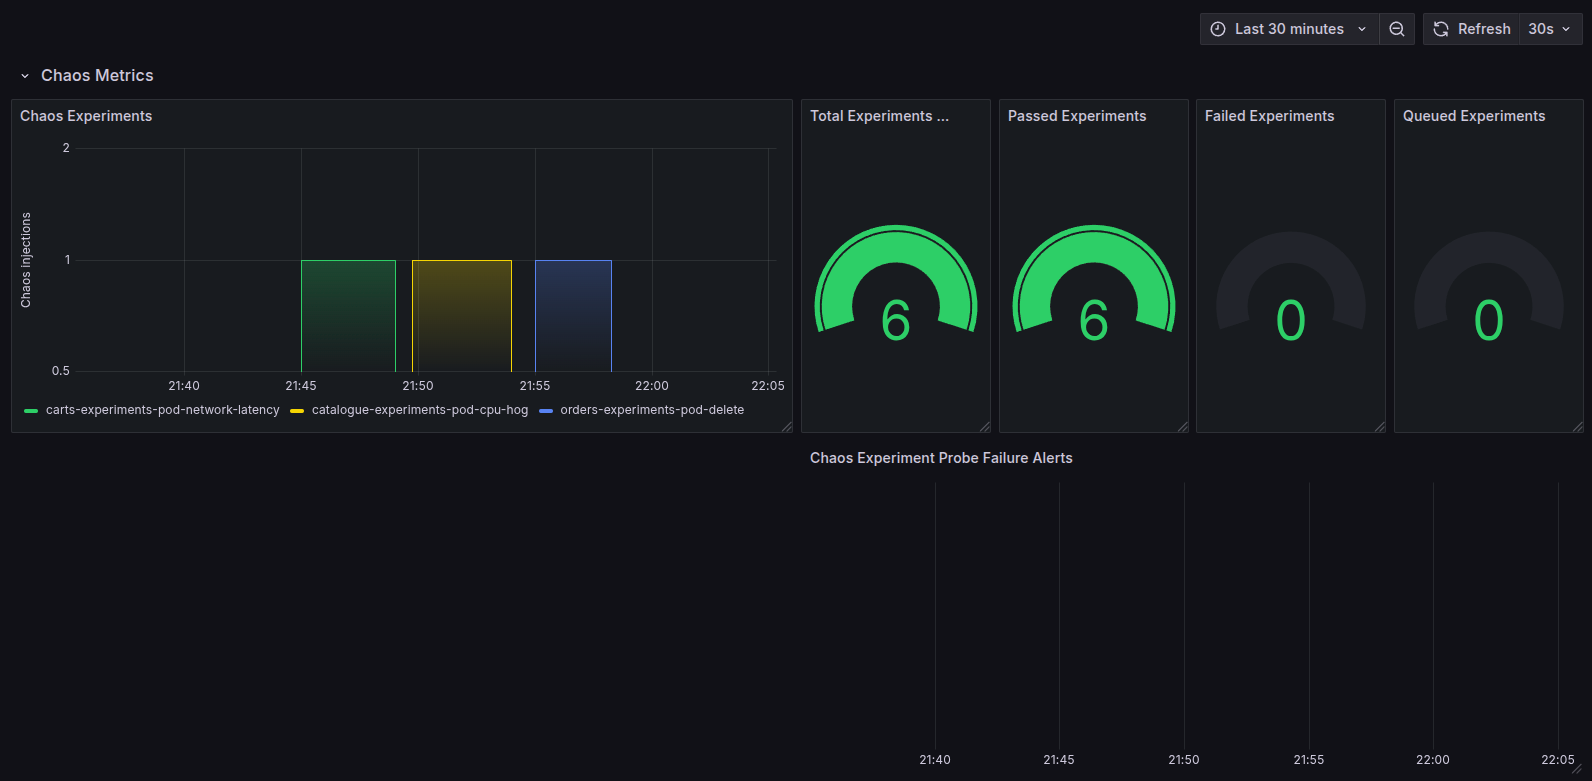 Last 30 minutes
Refresh
30s
Chaos Metrics
Chaos Experiments
Chaos injections
2
1
0.5
21:40 21:45 21:50 21:55 22:00 22:05
carts-experiments-pod-network-latency catalogue-experiments-pod-cpu-hog orders-experiments-pod-delete
Total Experiments ...
6
Passed Experiments
6
Failed Experiments
0
Queued Experiments
0
Chaos Experiment Probe Failure Alerts
21:40 21:45 21:50 21:55 22:00 22:05